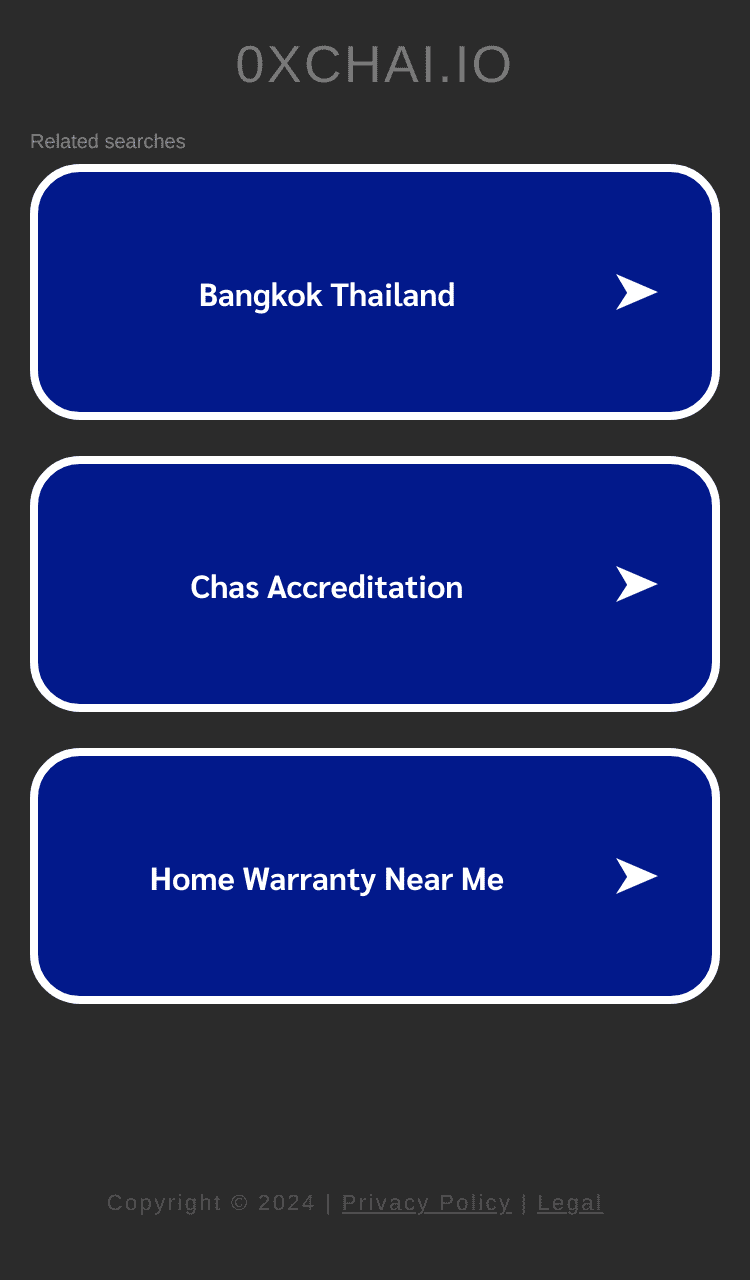 0XCHAI.IO
Related searches
Bangkok Thailand
Chas Accreditation
Home Warranty Near Me
Copyright © 2024 | Privacy Policy | Legal